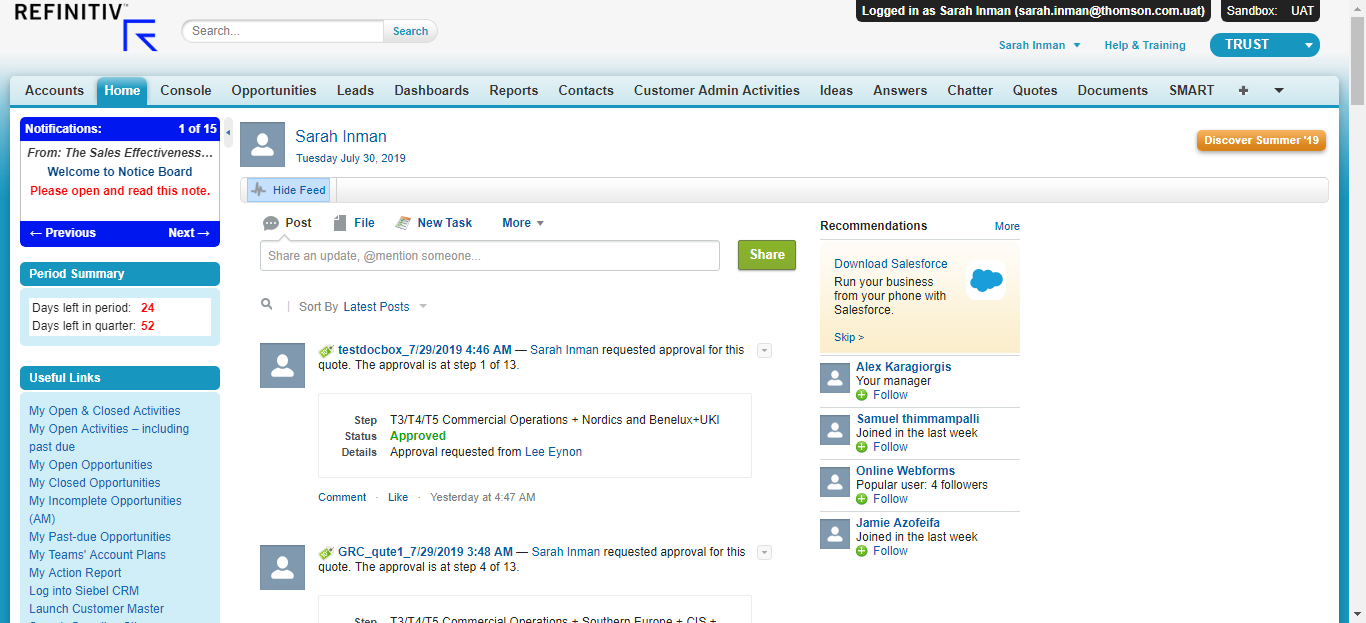 REFINITIV
Search...
Search
Logged in as Sarah Inman (sarah.inman@thomson.com.uat)
Sandbox: UAT
Sarah Inman
Help & Training
TRUST
Accounts Home Console Opportunities Leads Dashboards Reports Contacts Customer Admin Activities Ideas Answers Chatter Quotes Documents SMART +
Notifications: 1 of 15
From: The Sales Effectiveness...
Welcome to Notice Board
Please open and read this note.
← Previous Next →
Period Summary
Days left in period: 24
Days left in quarter: 52
Useful Links
My Open & Closed Activities
My Open Activities – including
past due
My Open Opportunities
My Closed Opportunities
My Incomplete Opportunities
(AM)
My Past-due Opportunities
My Teams' Account Plans
My Action Report
Log into Siebel CRM
Launch Customer Master
Sarah Inman
Tuesday July 30, 2019
Discover Summer '19
Hide Feed
Post File New Task More
Share an update, @mention someone...
Share
Sort By Latest Posts
testdocbox_7/29/2019 4:46 AM — Sarah Inman requested approval for this
quote. The approval is at step 1 of 13.
Step T3/T4/T5 Commercial Operations + Nordics and Benelux+UKI
Status Approved
Details Approval requested from Lee Eynon
Comment · Like · Yesterday at 4:47 AM
GRC_qute1_7/29/2019 3:48 AM — Sarah Inman requested approval for this
quote. The approval is at step 4 of 13.
Step T3/T4/T5 Commercial Operations + Southern Europe + CIS +
Recommendations More
Download Salesforce
Run your business
from your phone with
Salesforce.
Skip >
Alex Karagiorgis
Your manager
Follow
Samuel thimmampalli
Joined in the last week
Follow
Online Webforms
Popular user: 4 followers
Follow
Jamie Azofeifa
Joined in the last week
Follow